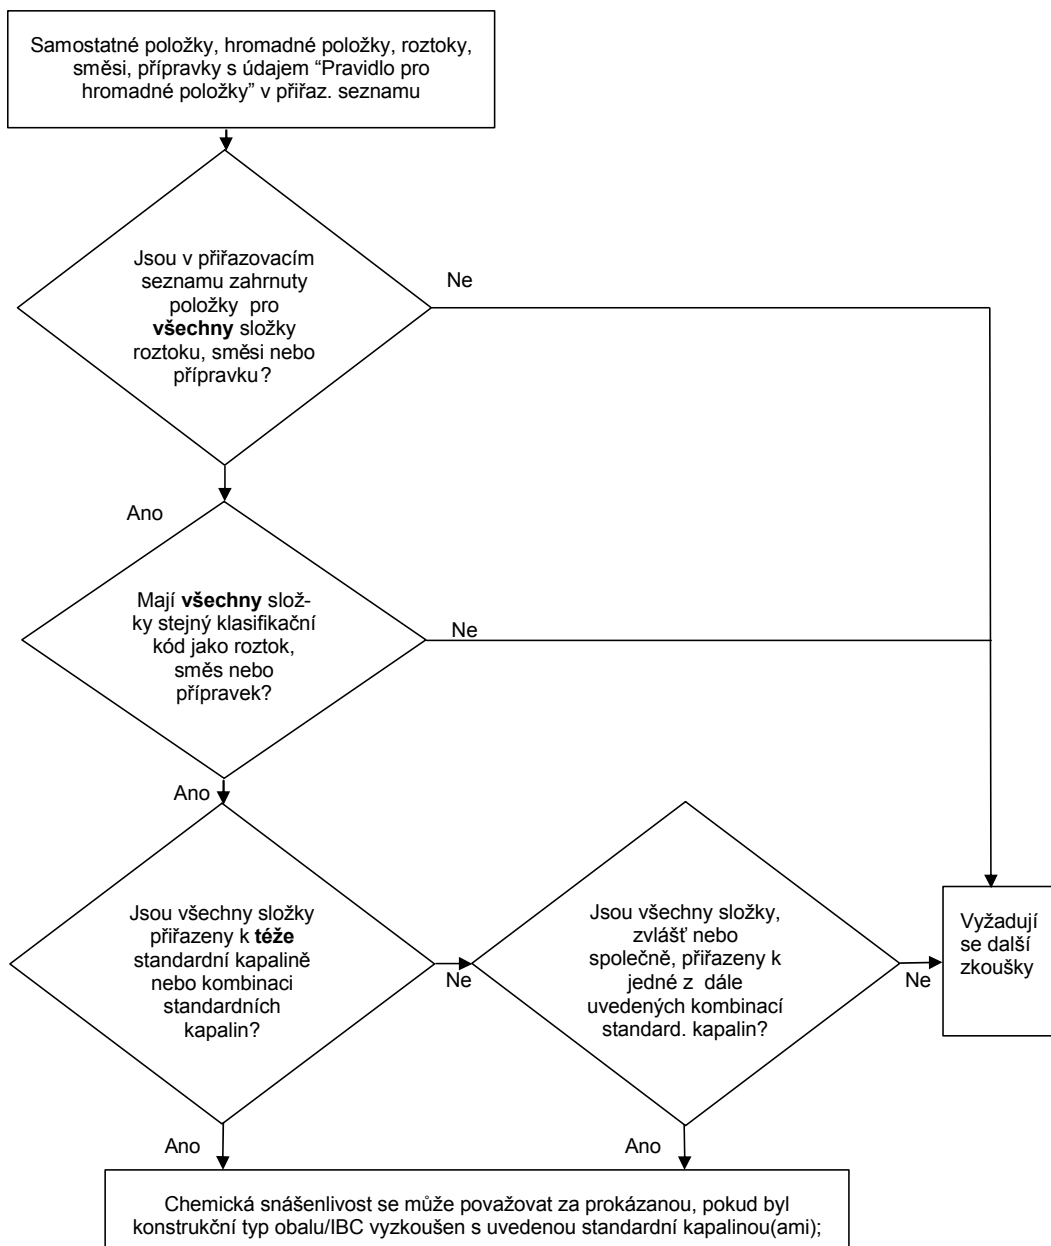 Samostatné položky, hromadné položky, roztoky,
směsi, přípravky s údajem “Pravidlo pro
hromadné položky” v přiřaz. seznamu
Jsou v přiřazovacím
seznamu zahrnuty
položky pro
všechny složky
roztoku, směsi nebo
přípravku?
Ne
Ano
Mají všechny slož-
ky stejný klasifikační
kód jako roztok,
směs nebo
přípravek?
Ne
Ano
Jsou všechny složky
přiřazeny k téže
standardní kapalině
nebo kombinaci
standardních
kapalin?
Ne
Jsou všechny složky,
zvlášť nebo
společně, přiřazeny k
jedné z dále
uvedených kombinací
standard. kapalin?
Ne
Vyžadují
se další
zkoušky
Ano
Ano
Chemická snášenlivost se může považovat za prokázanou, pokud byl
konstrukční typ obalu/IBC vyzkoušen s uvedenou standardní kapalinou(ami);